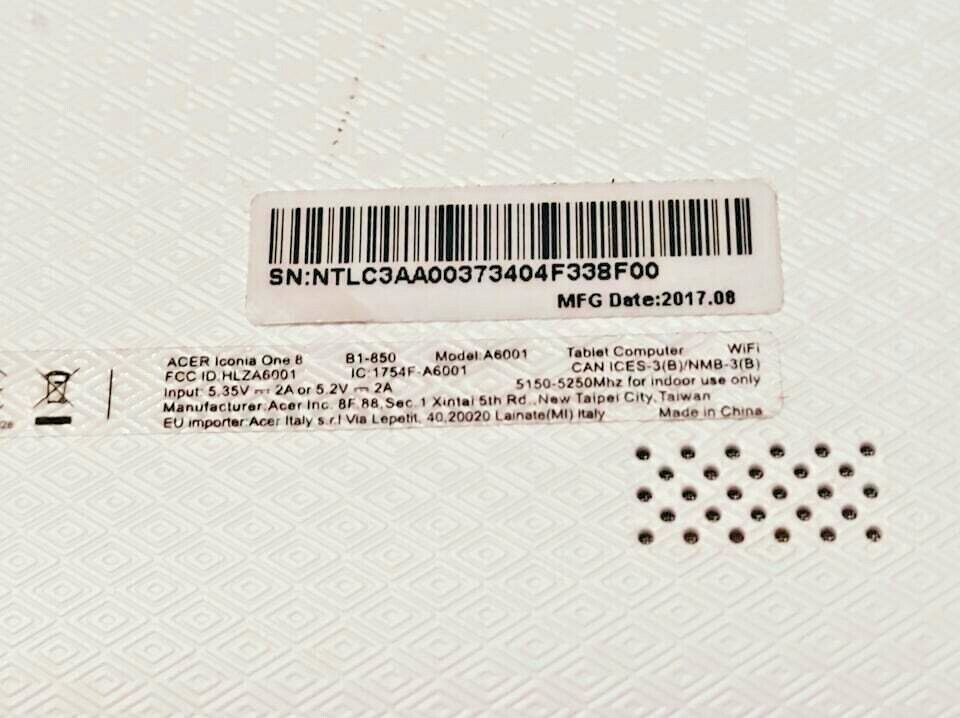 SN:NTLC3AA00373404F338F00
MFG Date:2017.08
ACER Iconia One 8 B1-850 Model:A6001 Tablet Computer WiFi
FCC ID:HLZA6001 IC:1754F-A6001 CAN ICES-3(B)/NMB-3(B)
Input: 5.35V ⎓ 2A or 5.2V ⎓ 2A 5150-5250Mhz for indoor use only
Manufacturer:Acer Inc. 8F,88,Sec.1 Xintai 5th Rd.,New Taipei City,Taiwan
EU importer:Acer Italy s.r.l Via Lepetit, 40,20020 Lainate(MI) Italy Made in China